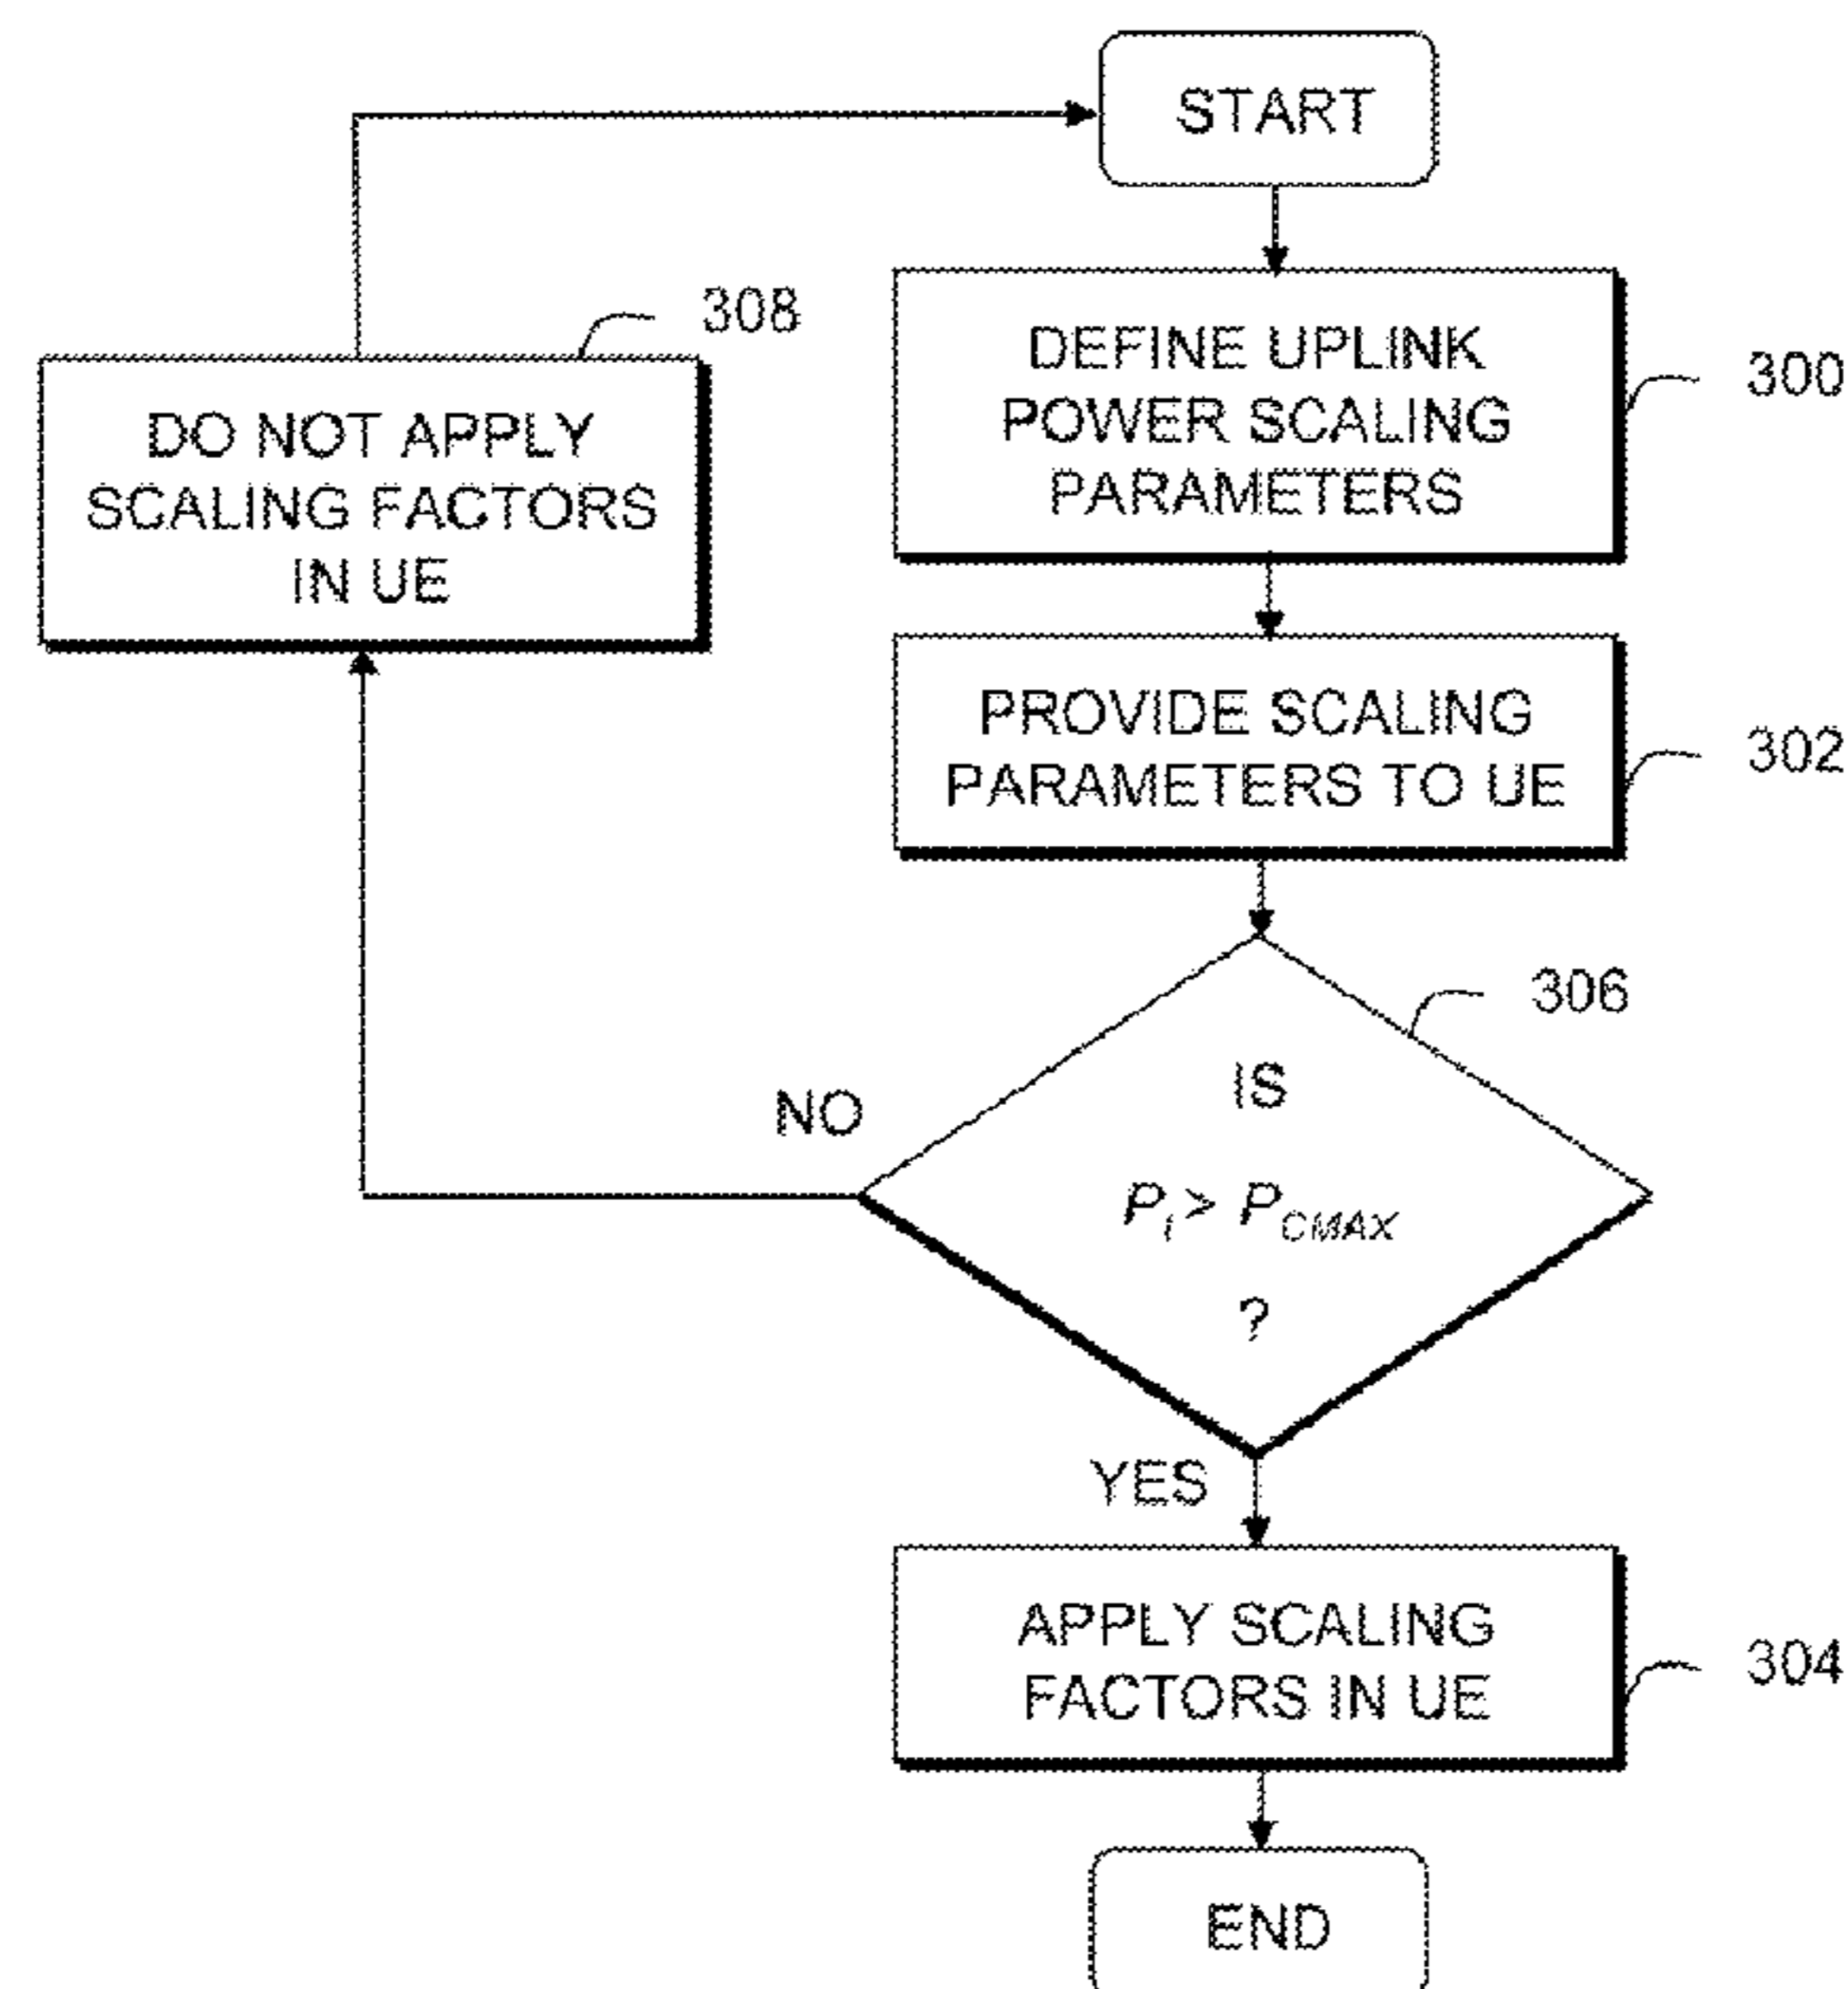 START
308
DEFINE UPLINK
POWER SCALING
PARAMETERS
300
DO NOT APPLY
SCALING FACTORS
IN UE
PROVIDE SCALING
PARAMETERS TO UE
302
306
IS
NO
Pᵢ > P_CMAX
?
YES
APPLY SCALING
FACTORS IN UE
304
END